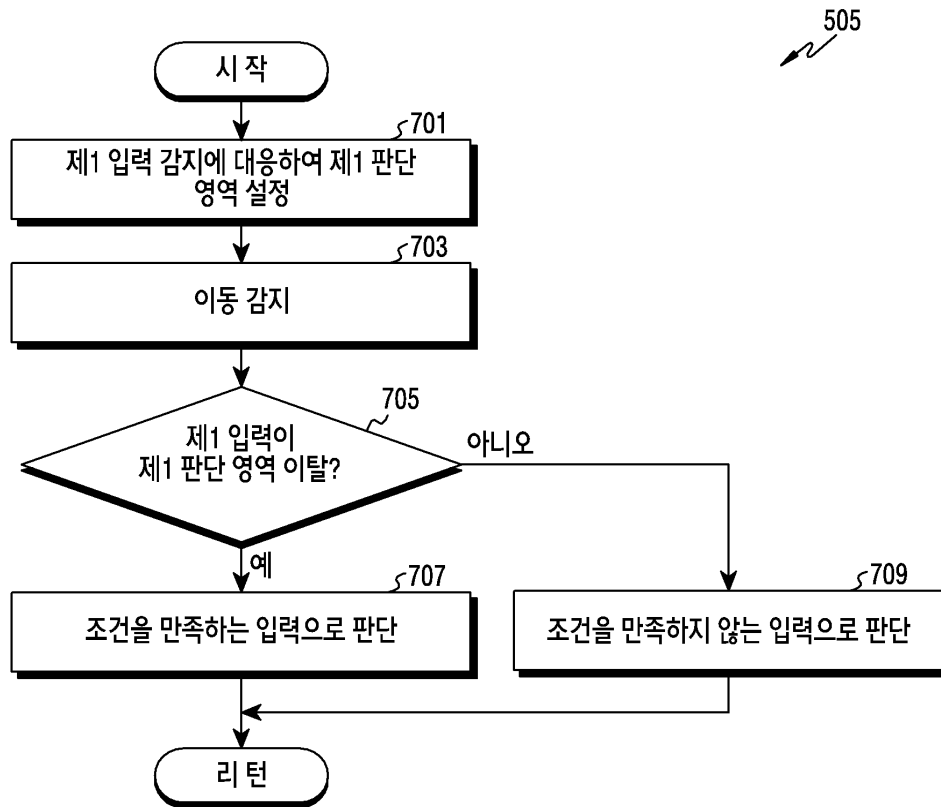 505
시작
701
제1 입력 감지에 대응하여 제1 판단
영역 설정
703
이동 감지
705
제1 입력이
제1 판단 영역 이탈?
아니오
예
707
조건을 만족하는 입력으로 판단
709
조건을 만족하지 않는 입력으로 판단
리턴